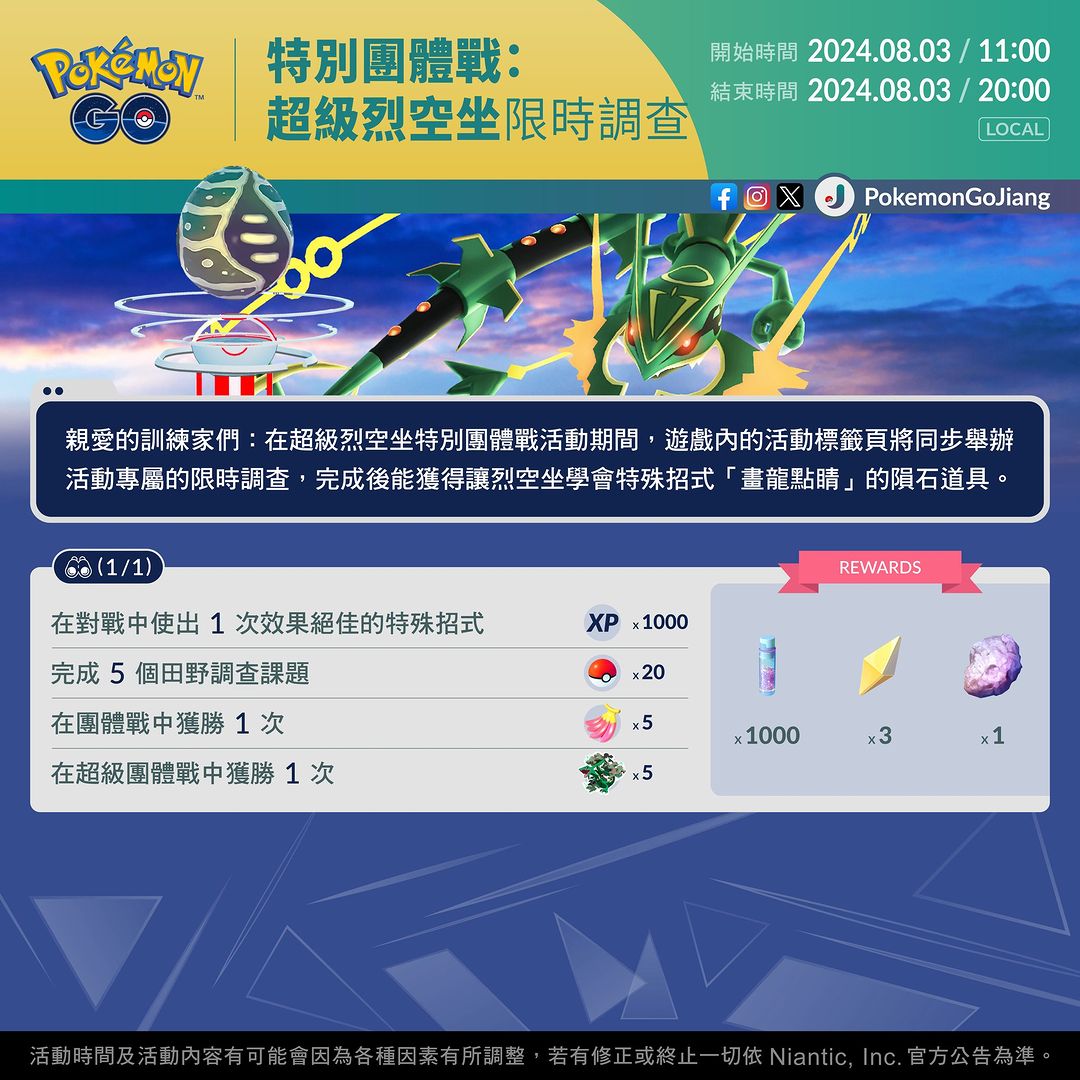 POKÉMON
GO
TM
特別團體戰：
超級烈空坐限時調查
開始時間 2024.08.03 / 11:00
結束時間 2024.08.03 / 20:00
LOCAL
PokemonGoJiang
親愛的訓練家們：在超級烈空坐特別團體戰活動期間，遊戲內的活動標籤頁將同步舉辦
活動專屬的限時調查，完成後能獲得讓烈空坐學會特殊招式「畫龍點睛」的隕石道具。
(1/1)
在對戰中使出 1 次效果絕佳的特殊招式 XP x1000
完成 5 個田野調查課題 x20
在團體戰中獲勝 1 次 x5
在超級團體戰中獲勝 1 次 x5
REWARDS
x1000 x3 x1
活動時間及活動內容有可能會因為各種因素有所調整，若有修正或終止一切依 Niantic, Inc. 官方公告為準。